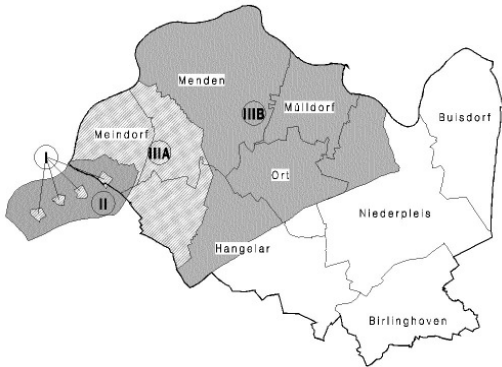 Menden
Mülldorf
Buisdorf
IIIB
Meindorf
I
IIIA
Ort
II
Niederpleis
Hangelar
Birlinghoven